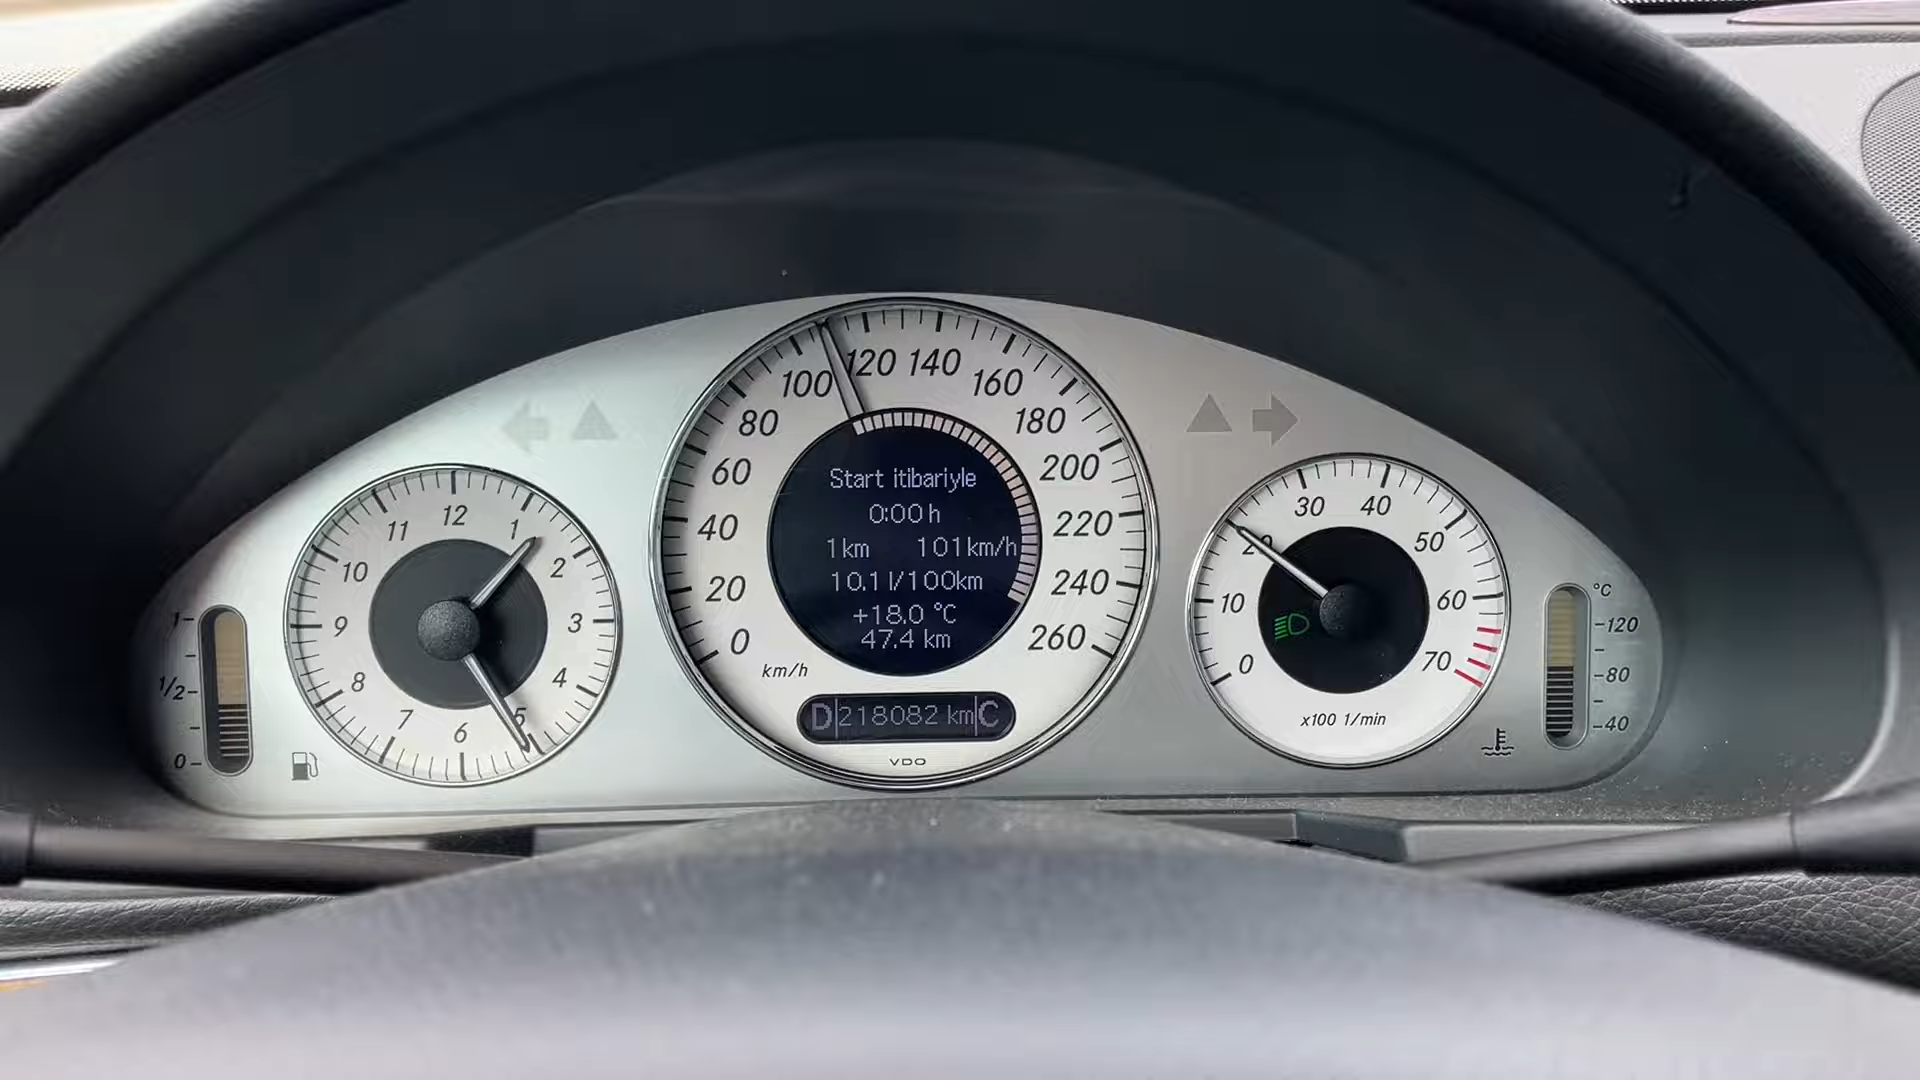 120 140
100 160
80 180
60 200
40 220
20 240
0 260
km/h
Start itibariyle
0:00 h
1 km 101 km/h
10.1 l/100km
+18.0 °C
47.4 km
D 218082 km C
VDO
12
11 1
10 2
9 3
8 4
7 5
6
1
1/2
0
30 40
20 50
10 60
0 70
x100 1/min
°C
120
80
40